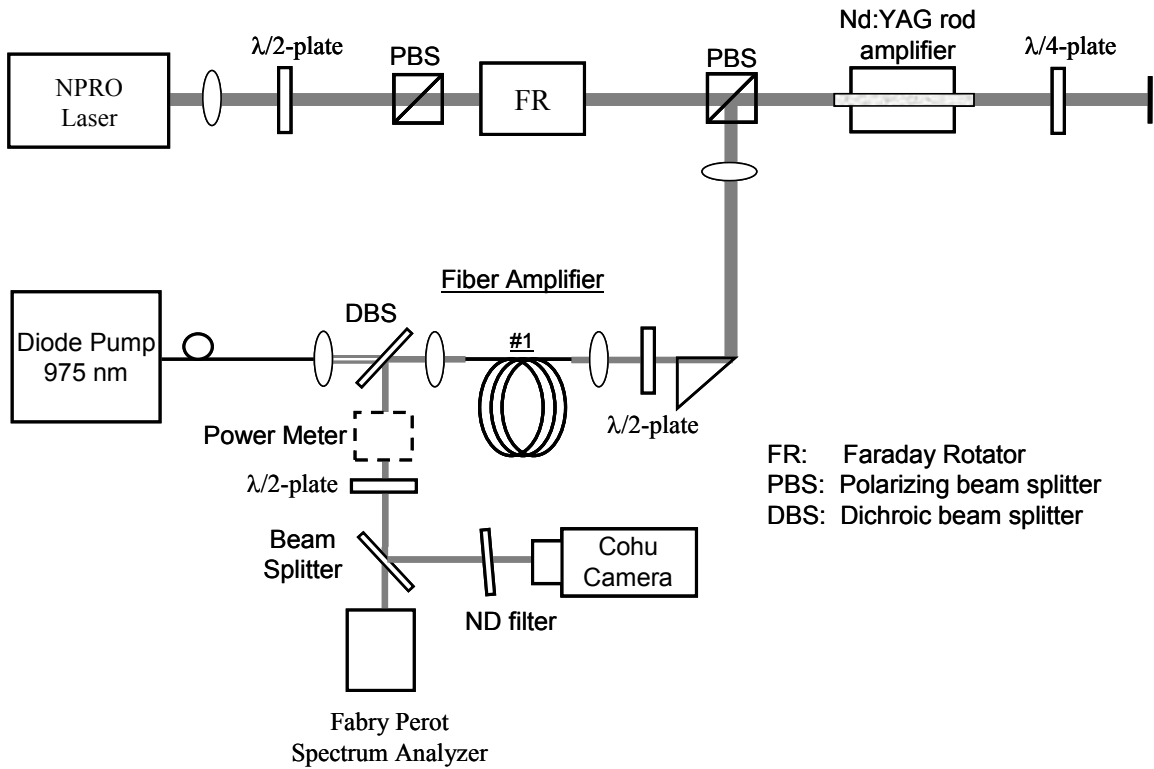 NPRO
Laser
λ/2-plate
PBS
FR
PBS
Nd:YAG rod
amplifier
λ/4-plate
Diode Pump
975 nm
DBS
Fiber Amplifier
#1
λ/2-plate
Power Meter
λ/2-plate
Beam
Splitter
ND filter
Cohu
Camera
Fabry Perot
Spectrum Analyzer
FR: Faraday Rotator
PBS: Polarizing beam splitter
DBS: Dichroic beam splitter